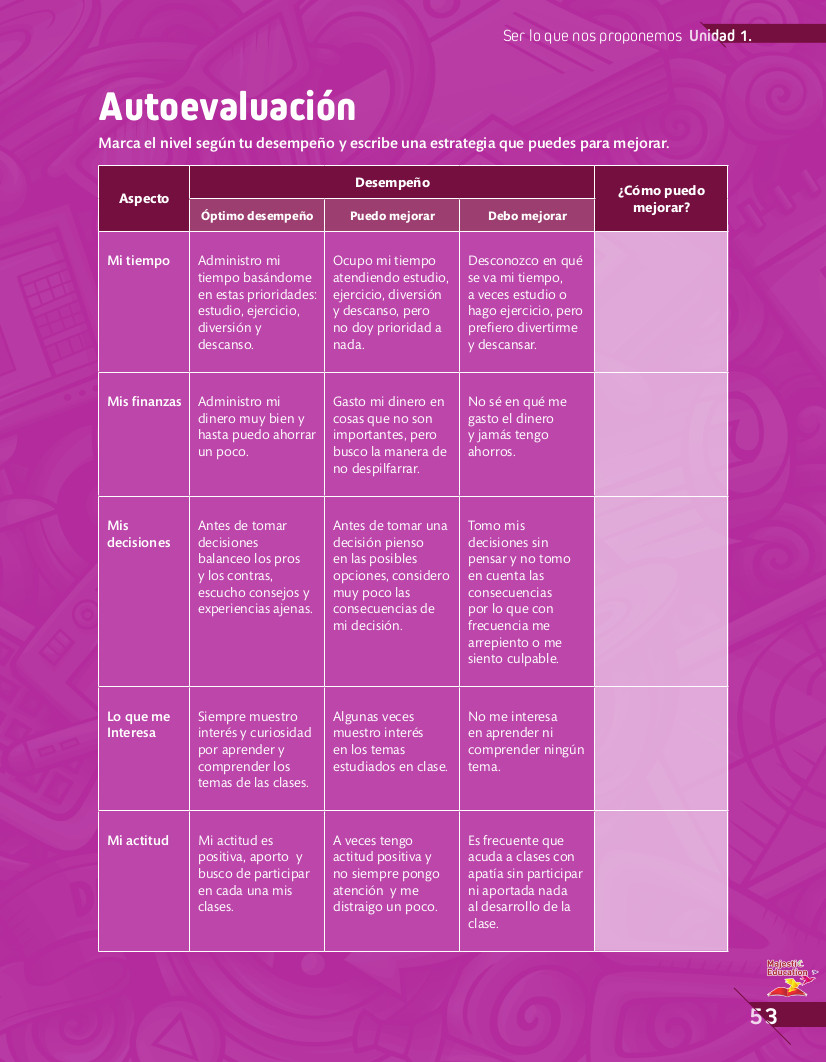 Ser lo que nos proponemos Unidad 1.
Autoevaluación
Marca el nivel según tu desempeño y escribe una estrategia que puedes para mejorar.
Aspecto
Desempeño
¿Cómo puedo
mejorar?
Óptimo desempeño
Puedo mejorar
Debo mejorar
Mi tiempo
Administro mi
tiempo basándome
en estas prioridades:
estudio, ejercicio,
diversión y
descanso.
Ocupo mi tiempo
atendiendo estudio,
ejercicio, diversión
y descanso, pero
no doy prioridad a
nada.
Desconozco en qué
se va mi tiempo,
a veces estudio o
hago ejercicio, pero
prefiero divertirme
y descansar.
Mis finanzas
Administro mi
dinero muy bien y
hasta puedo ahorrar
un poco.
Gasto mi dinero en
cosas que no son
importantes, pero
busco la manera de
no despilfarrar.
No sé en qué me
gasto el dinero
y jamás tengo
ahorros.
Mis
decisiones
Antes de tomar
decisiones
balanceo los pros
y los contras,
escucho consejos y
experiencias ajenas.
Antes de tomar una
decisión pienso
en las posibles
opciones, considero
muy poco las
consecuencias de
mi decisión.
Tomo mis
decisiones sin
pensar y no tomo
en cuenta las
consecuencias
por lo que con
frecuencia me
arrepiento o me
siento culpable.
Lo que me
Interesa
Siempre muestro
interés y curiosidad
por aprender y
comprender los
temas de las clases.
Algunas veces
muestro interés
en los temas
estudiados en clase.
No me interesa
en aprender ni
comprender ningún
tema.
Mi actitud
Mi actitud es
positiva, aporto y
busco de participar
en cada una mis
clases.
A veces tengo
actitud positiva y
no siempre pongo
atención y me
distraigo un poco.
Es frecuente que
acuda a clases con
apatía sin participar
ni aportada nada
al desarrollo de la
clase.
Majestic
Education
53